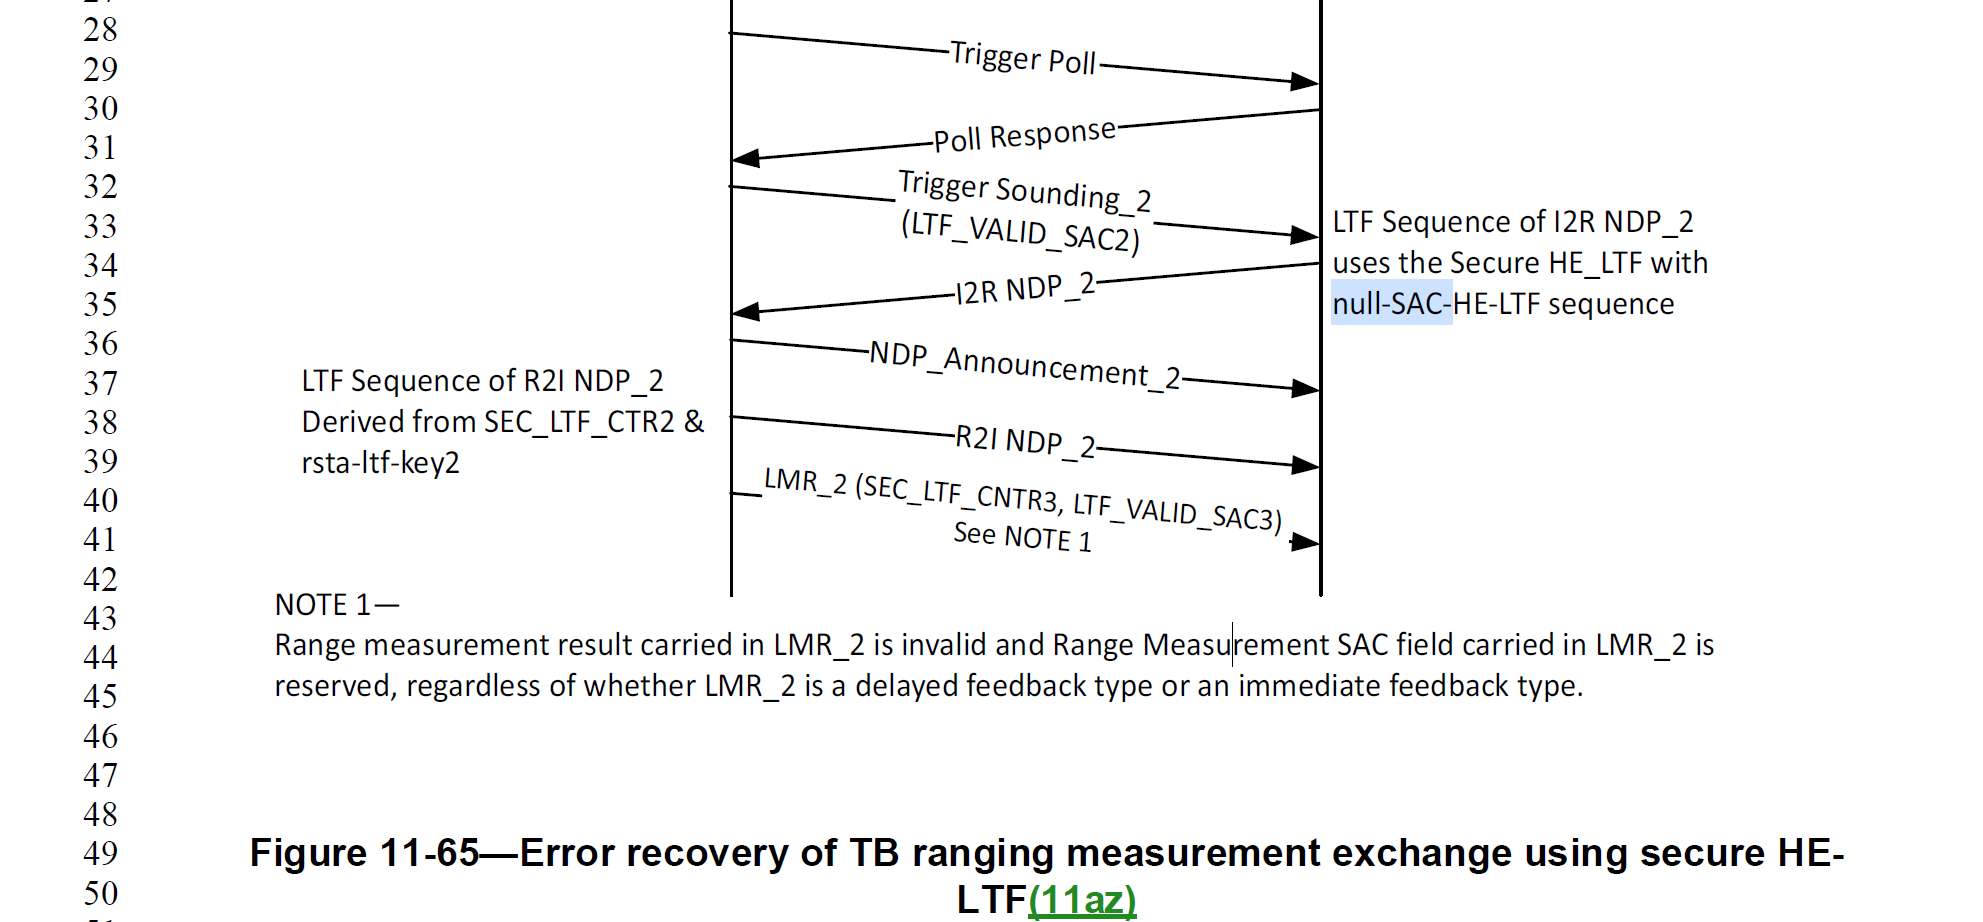 28
29
30
31
32
33
34
35
36
37
38
39
40
41
42
43
44
45
46
47
48
49
50
Trigger Poll
Poll Response
Trigger Sounding_2
(LTF_VALID_SAC2)
LTF Sequence of I2R NDP_2
uses the Secure HE_LTF with
null-SAC-HE-LTF sequence
I2R NDP_2
NDP_Announcement_2
LTF Sequence of R2I NDP_2
Derived from SEC_LTF_CTR2 &
rsta-ltf-key2
R2I NDP_2
LMR_2 (SEC_LTF_CNTR3, LTF_VALID_SAC3)
See NOTE 1
NOTE 1—
Range measurement result carried in LMR_2 is invalid and Range Measurement SAC field carried in LMR_2 is
reserved, regardless of whether LMR_2 is a delayed feedback type or an immediate feedback type.
Figure 11-65—Error recovery of TB ranging measurement exchange using secure HE-
LTF(11az)